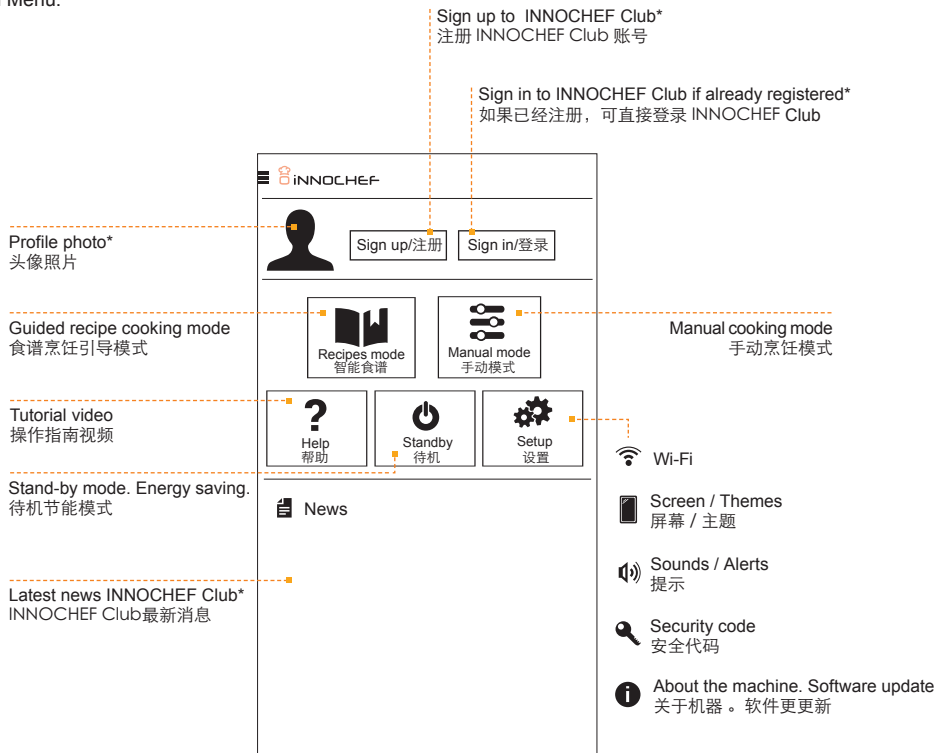 Menu.
Sign up to INNOCHEF Club*
注册 INNOCHEF Club 账号
Sign in to INNOCHEF Club if already registered*
如果已经注册，可直接登录 INNOCHEF Club
iNNOCHEF
Profile photo*
头像照片
Sign up/注册
Sign in/登录
Guided recipe cooking mode
食谱烹饪引导模式
Recipes mode
智能食谱
Manual mode
手动模式
Manual cooking mode
手动烹饪模式
Tutorial video
操作指南视频
?
Help
帮助
Standby
待机
Setup
设置
Wi-Fi
Stand-by mode. Energy saving.
待机节能模式
News
Screen / Themes
屏幕 / 主题
Sounds / Alerts
提示
Latest news INNOCHEF Club*
INNOCHEF Club最新消息
Security code
安全代码
About the machine. Software update
关于机器 。软件更更新